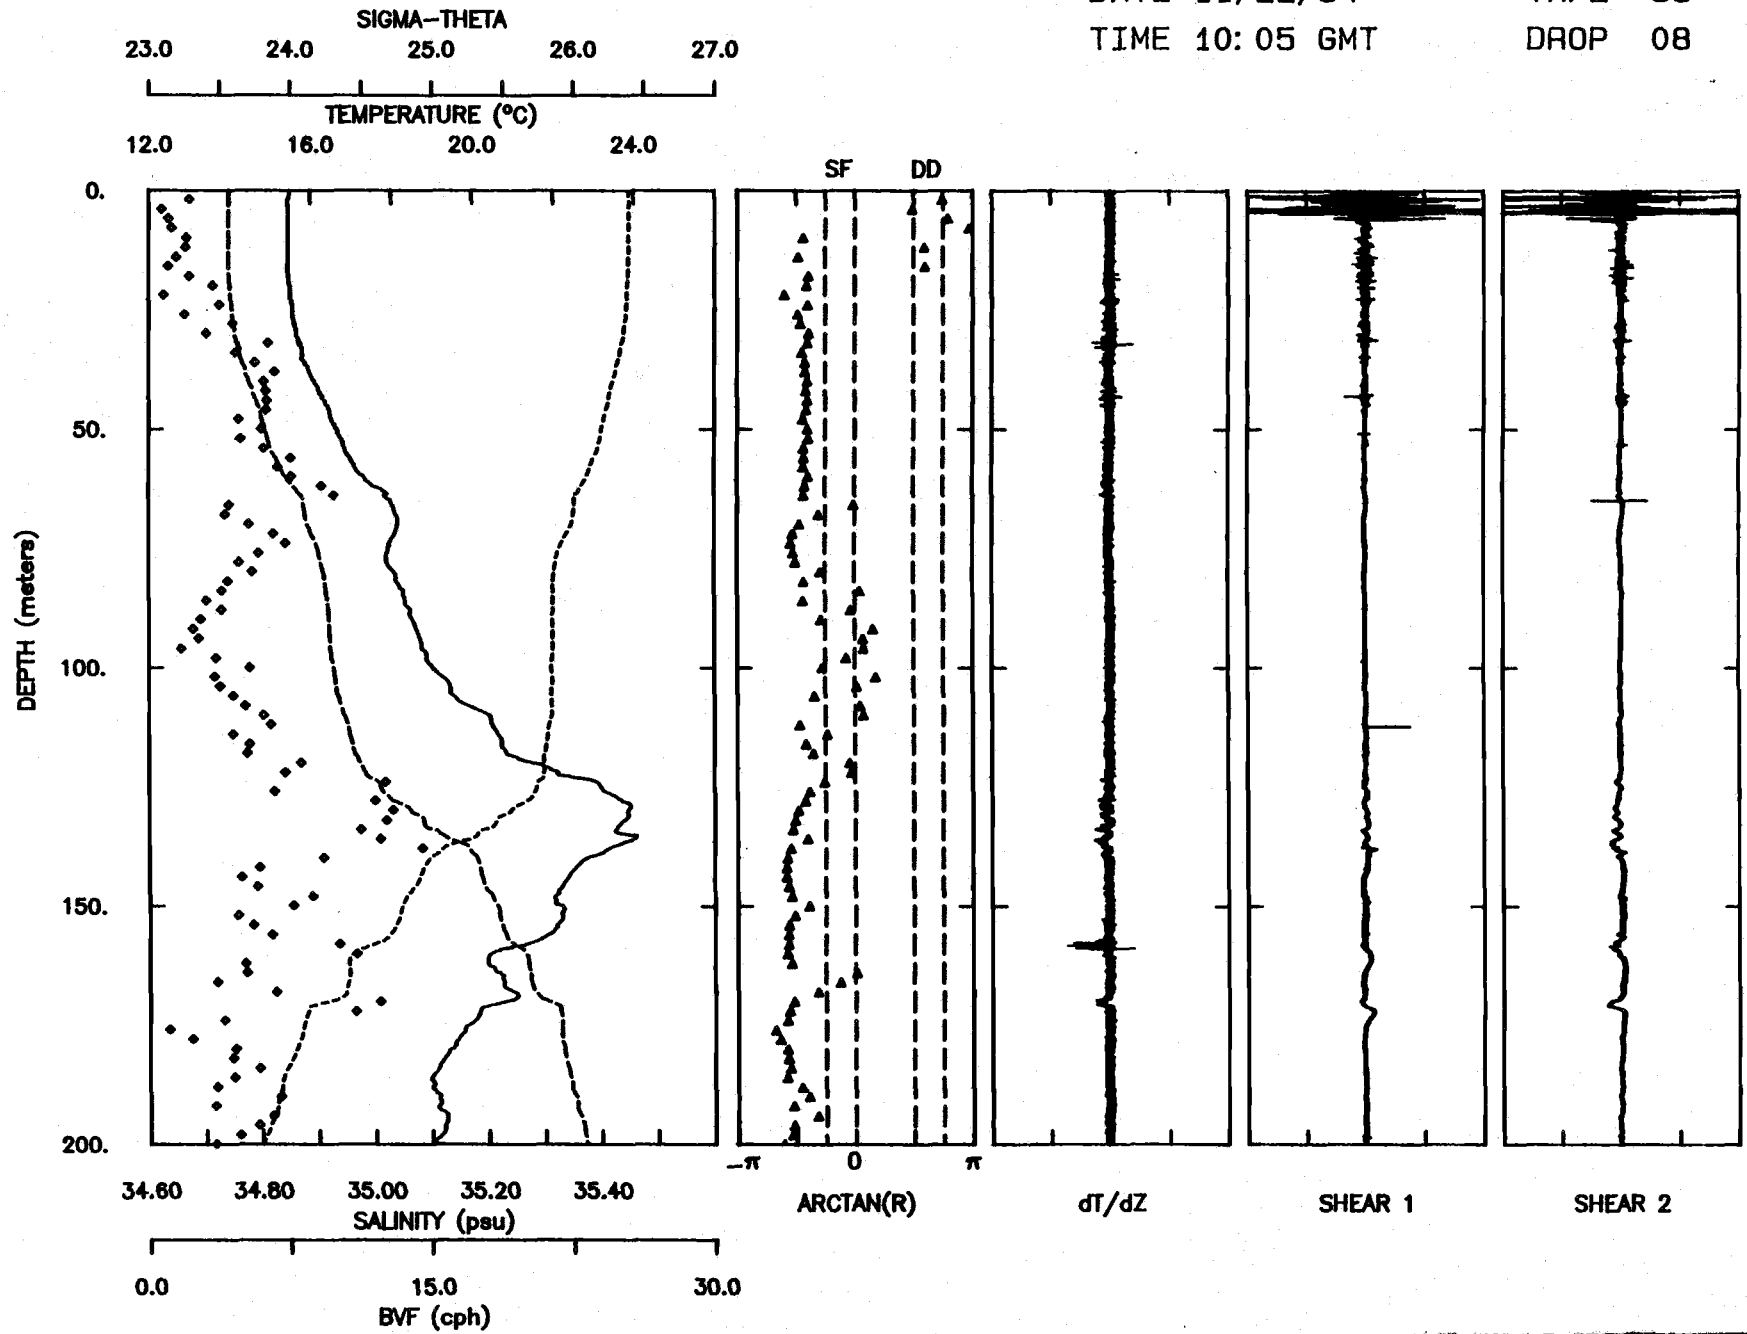 TIME 10:05 GMT
DROP 08
SIGMA-THETA
23.0 24.0 25.0 26.0 27.0
TEMPERATURE (°C)
12.0 16.0 20.0 24.0
SF DD
0.
50.
100.
150.
200.
DEPTH (meters)
-π 0 π
34.60 34.80 35.00 35.20 35.40
SALINITY (psu)
ARCTAN(R)
dT/dZ
SHEAR 1
SHEAR 2
0.0 15.0 30.0
BVF (cph)